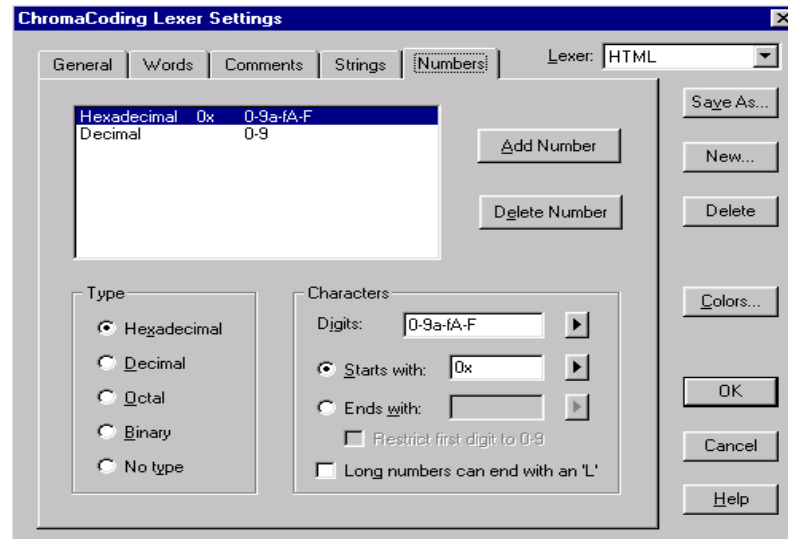 ChromaCoding Lexer Settings
General Words Comments Strings Numbers
Lexer: HTML
Hexadecimal 0x 0-9a-fA-F
Decimal 0-9
Add Number
Delete Number
Save As...
New...
Delete
Colors...
OK
Cancel
Help
Type
Hexadecimal
Decimal
Octal
Binary
No type
Characters
Digits: 0-9a-fA-F
Starts with: 0x
Ends with:
Restrict first digit to 0-9
Long numbers can end with an 'L'